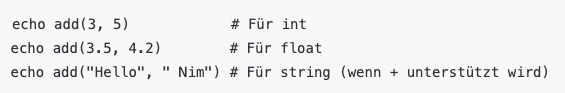 echo add(3, 5)            # Für int
echo add(3.5, 4.2)        # Für float
echo add("Hello", " Nim") # Für string (wenn + unterstützt wird)